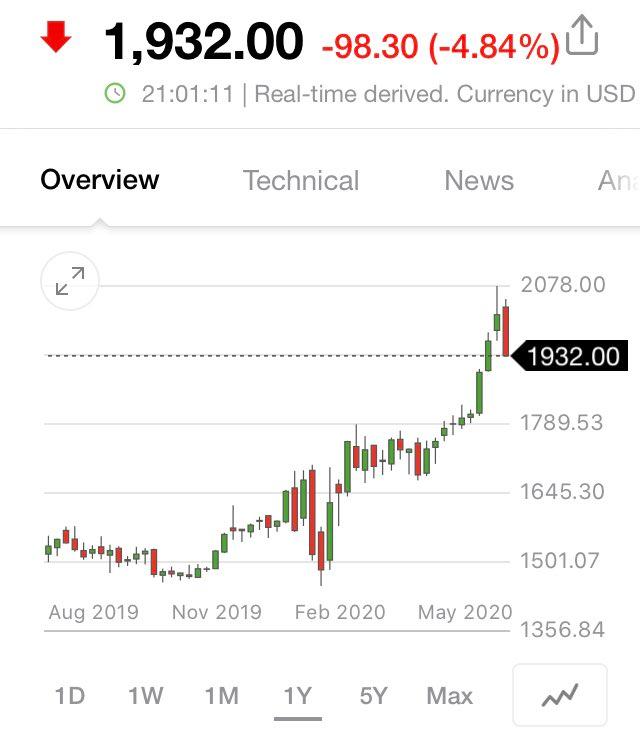 1,932.00 -98.30 (-4.84%)
21:01:11 | Real-time derived. Currency in USD
Overview Technical News Ana
2078.00
1932.00
1789.53
1645.30
1501.07
Aug 2019 Nov 2019 Feb 2020 May 2020
1356.84
1D 1W 1M 1Y 5Y Max